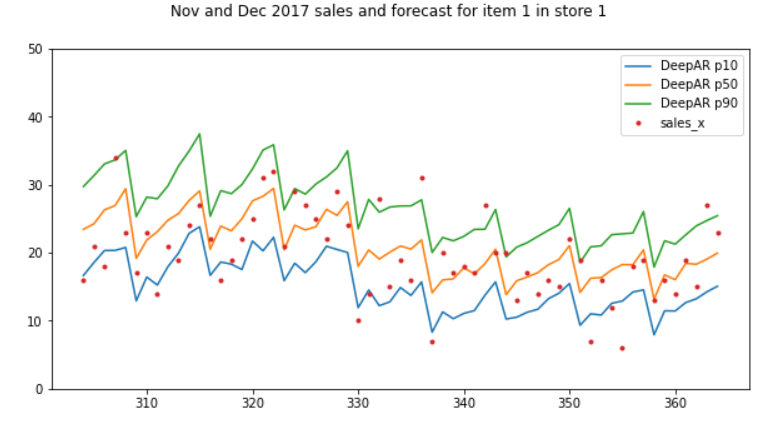 Nov and Dec 2017 sales and forecast for item 1 in store 1
50
40
30
20
10
0
DeepAR p10
DeepAR p50
DeepAR p90
sales_x
310 320 330 340 350 360